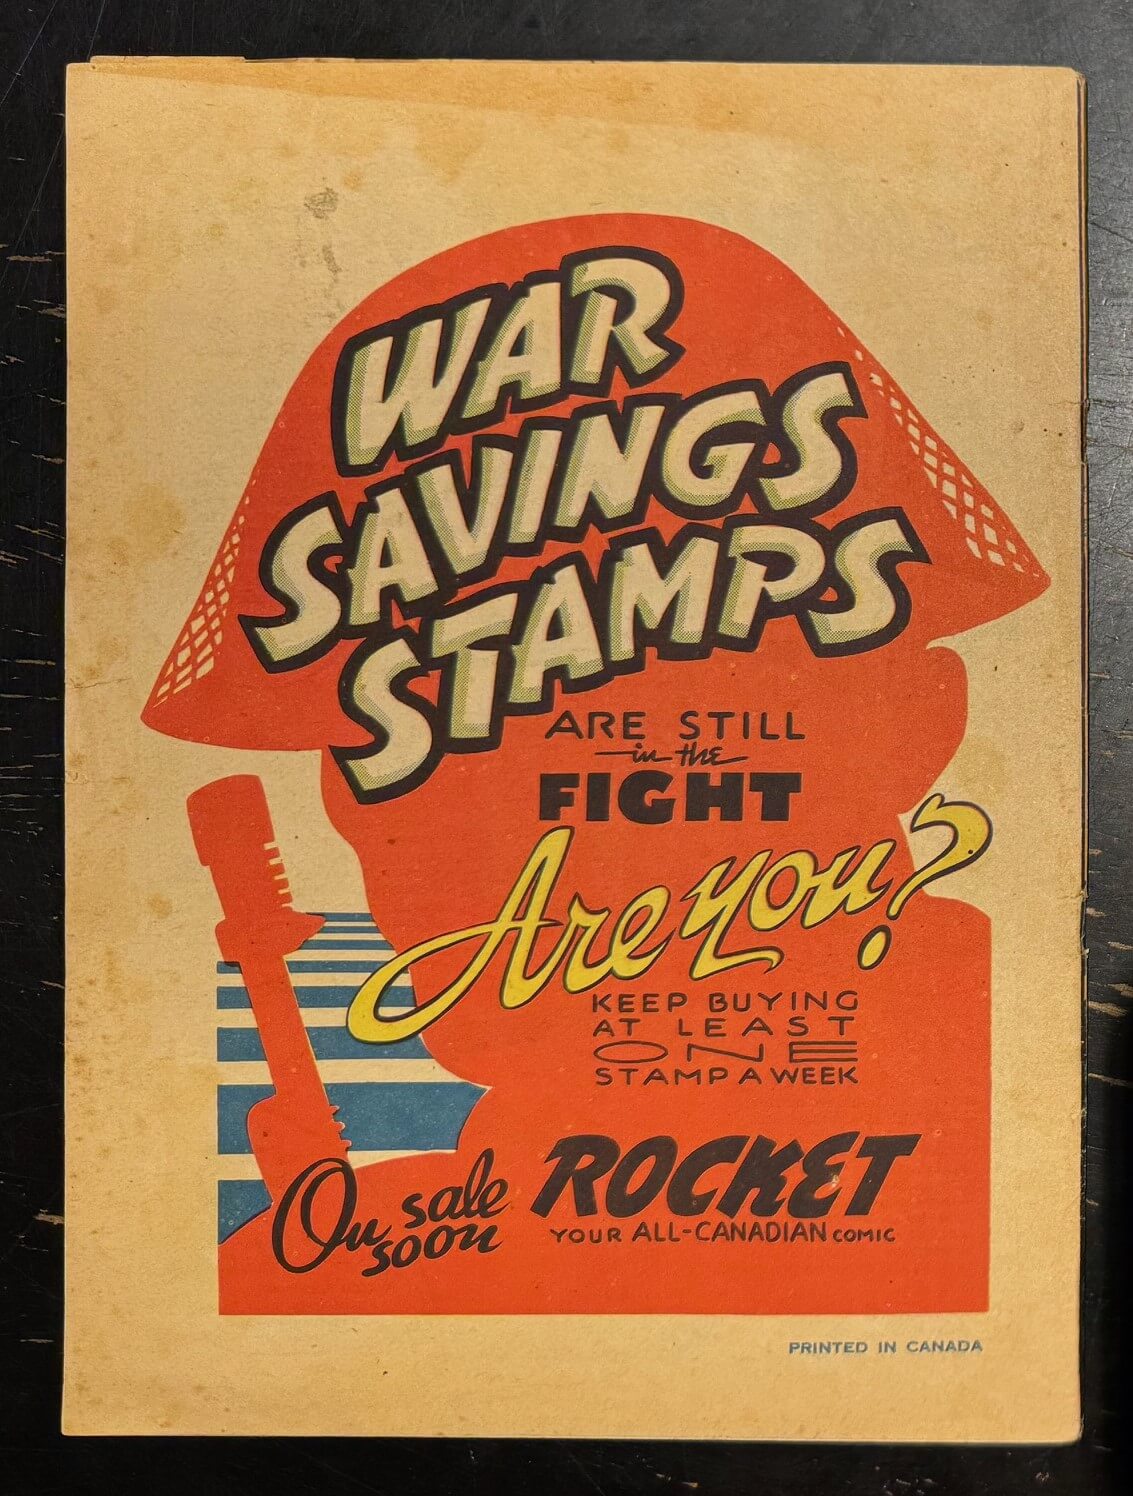 WAR
SAVINGS
STAMPS
ARE STILL
in the
FIGHT
Are you?
KEEP BUYING
AT LEAST
ONE
STAMP A WEEK
On sale
soon
ROCKET
YOUR ALL-CANADIAN COMIC
PRINTED IN CANADA